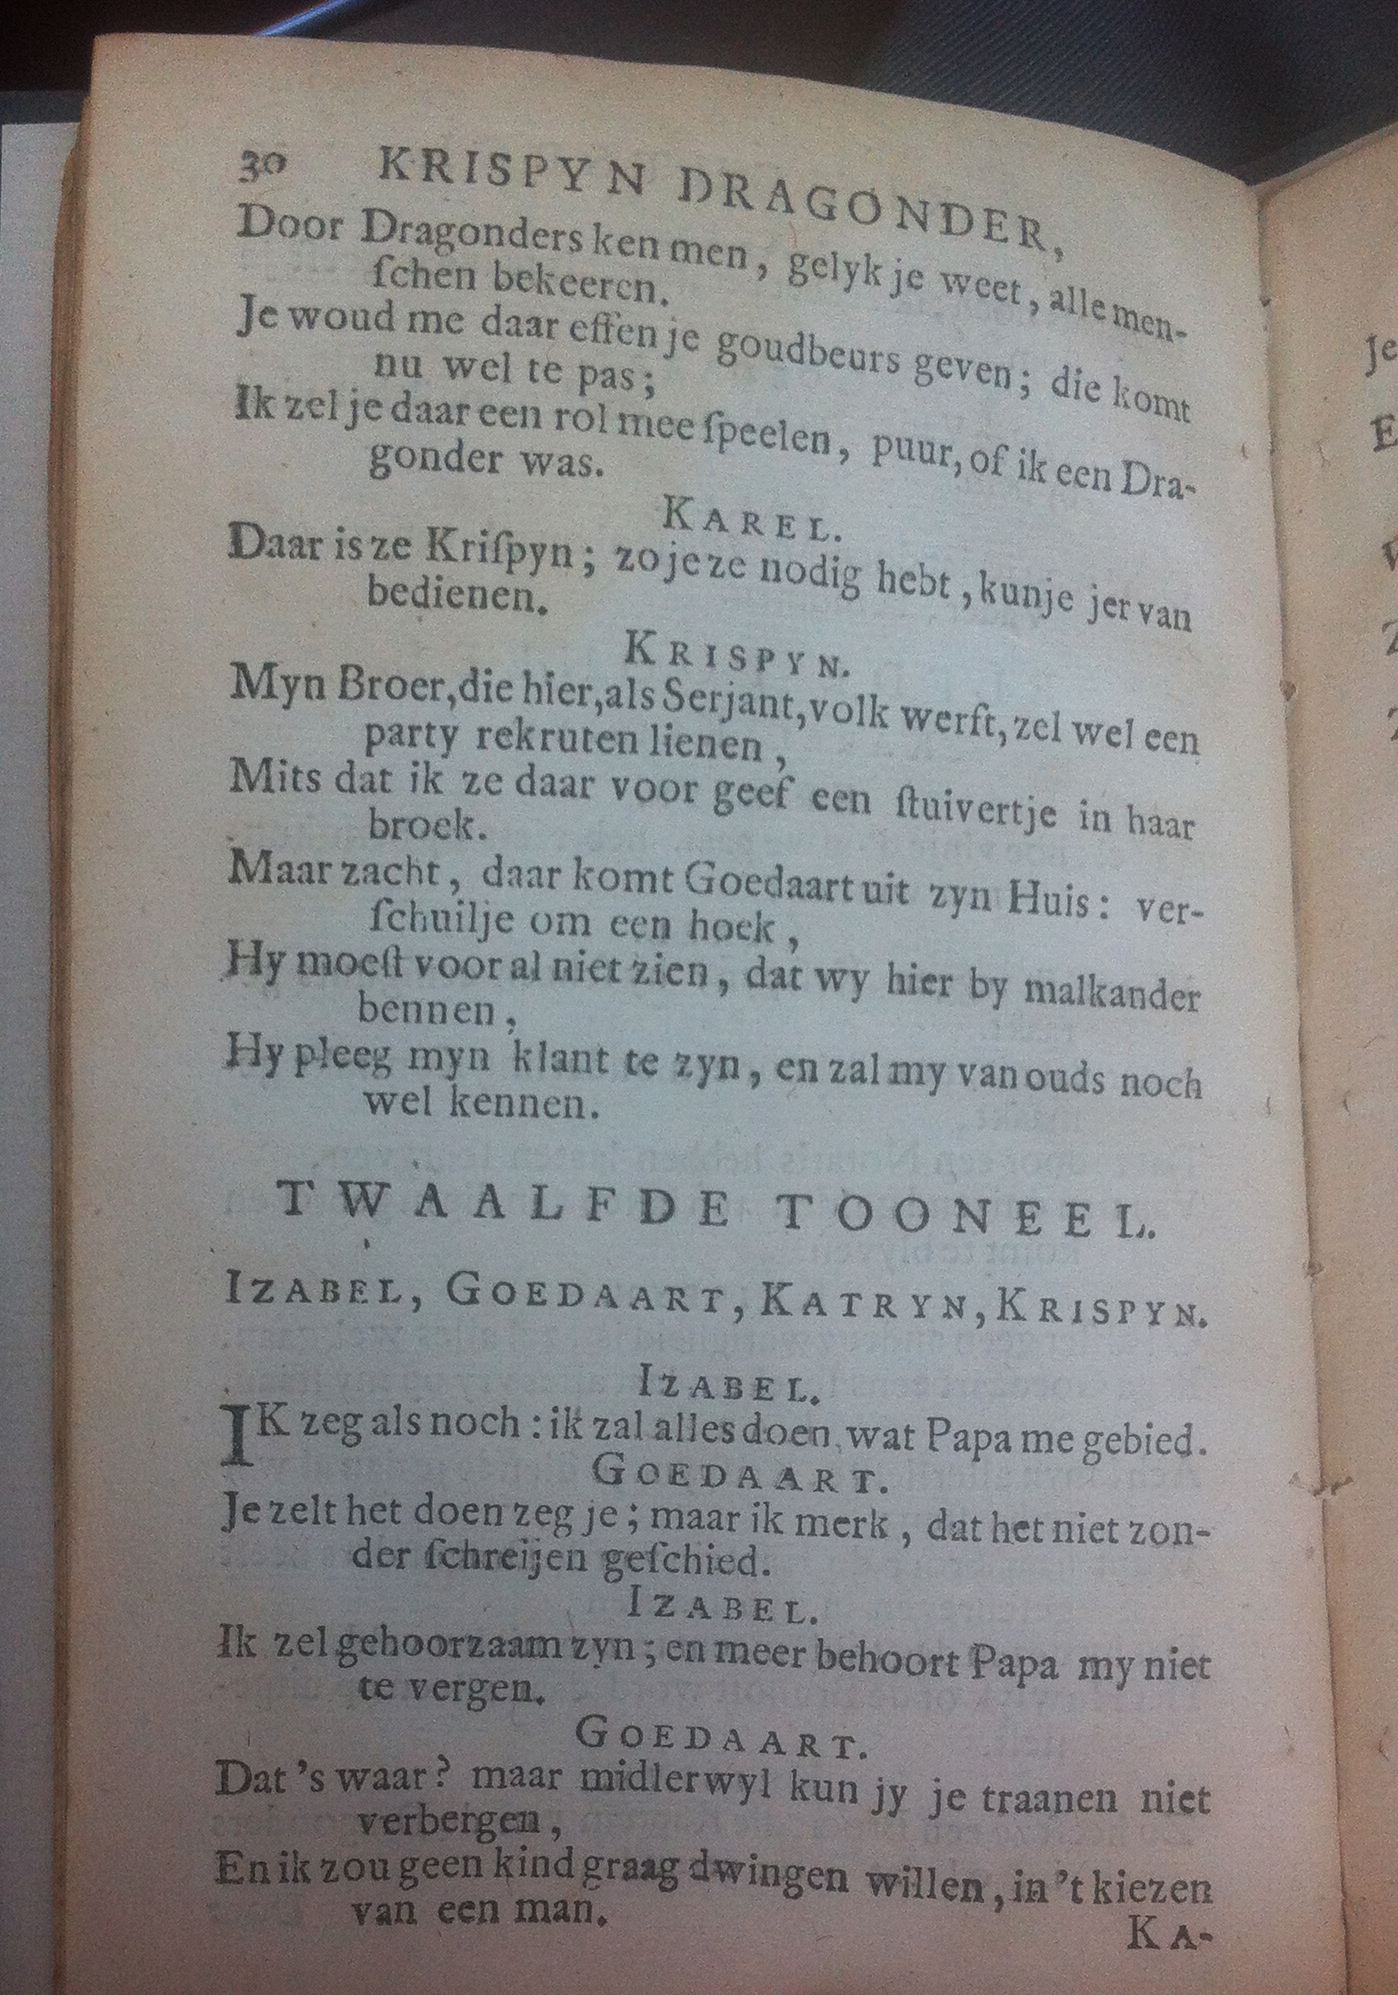 30 KRISPYN DRAGONDER,
Door Dragonders ken men, gelyk je weet, alle men-
ſchen bekeeren.
Je woud me daar effen je goudbeurs geven; die komt
nu wel te pas;
Ik zel je daar een rol mee ſpeelen, puur, of ik een Dra-
gonder was.
KAREL.
Daar is ze Kriſpyn; zo je ze nodig hebt, kunje jer van
bedienen.
KRISPYN.
Myn Broer, die hier, als Serjant, volk werft, zel wel een
party rekruten lienen,
Mits dat ik ze daar voor geef een ſtuivertje in haar
broek.
Maar zacht, daar komt Goedaart uit zyn Huis: ver-
ſchuilje om een hoek,
Hy moeſt voor al niet zien, dat wy hier by malkander
bennen,
Hy pleeg myn klant te zyn, en zal my van ouds noch
wel kennen.
TWAALFDE TOONEEL.
IZABEL, GOEDAART, KATRYN, KRISPYN.
IZABEL.
IK zeg als noch: ik zal alles doen, wat Papa me gebied.
GOEDAART.
Je zelt het doen zeg je; maar ik merk, dat het niet zon-
der ſchreijen geſchied.
IZABEL.
Ik zel gehoorzaam zyn; en meer behoort Papa my niet
te vergen.
GOEDAART.
Dat 's waar? maar midlerwyl kun jy je traanen niet
verbergen,
En ik zou geen kind graag dwingen willen, in 't kiezen
van een man.
KA-
Je
E